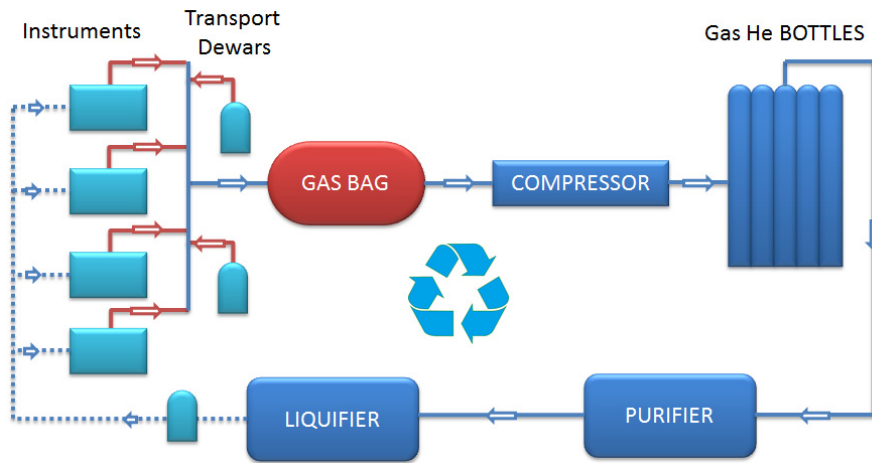 Instruments
Transport
Dewars
Gas He BOTTLES
GAS BAG
COMPRESSOR
LIQUIFIER
PURIFIER